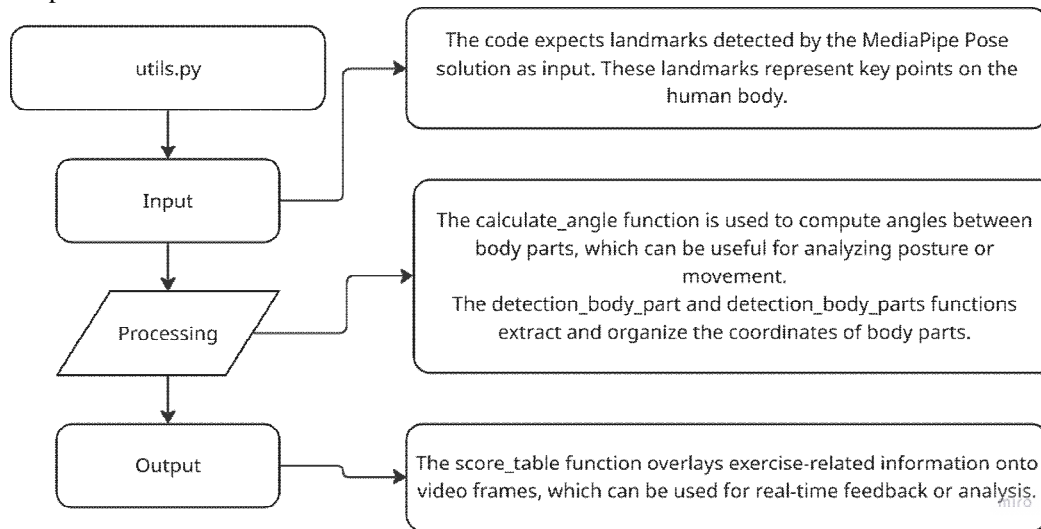 utils.py
The code expects landmarks detected by the MediaPipe Pose
solution as input. These landmarks represent key points on the
human body.
Input
The calculate_angle function is used to compute angles between
body parts, which can be useful for analyzing posture or
movement.
The detection_body_part and detection_body_parts functions
extract and organize the coordinates of body parts.
Processing
Output
The score_table function overlays exercise-related information onto
video frames, which can be used for real-time feedback or analysis.
miro